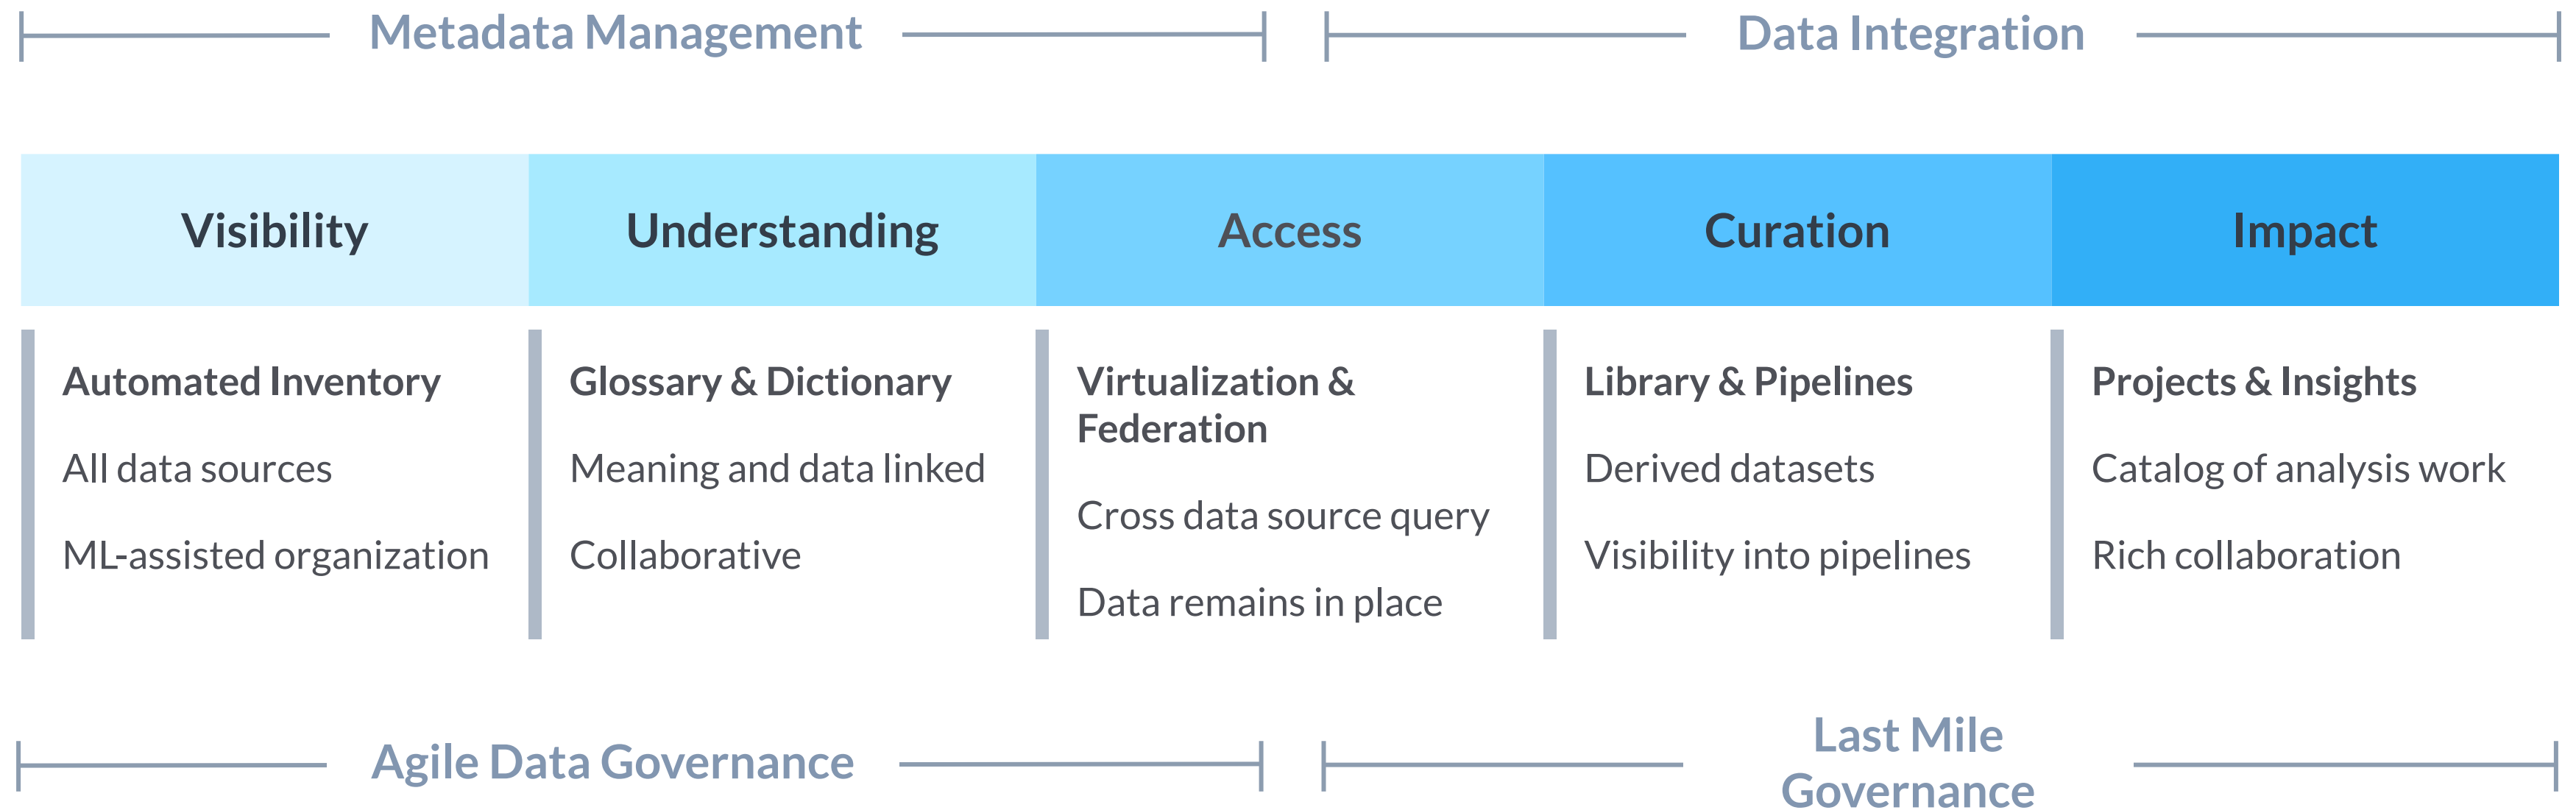 Metadata Management
Data Integration
Visibility
Understanding
Access
Curation
Impact
Automated Inventory
All data sources
ML-assisted organization
Glossary & Dictionary
Meaning and data linked
Collaborative
Virtualization &
Federation
Cross data source query
Data remains in place
Library & Pipelines
Derived datasets
Visibility into pipelines
Projects & Insights
Catalog of analysis work
Rich collaboration
Agile Data Governance
Last Mile
Governance